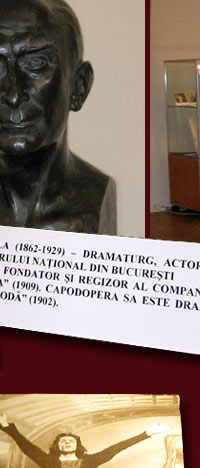 LA (1862-1929) – DRAMATURG, ACTOR
RULUI NAȚIONAL DIN BUCUREȘTI
FONDATOR ȘI REGIZOR AL COMPAN
A” (1909). CAPODOPERA SA ESTE DRA
ODĂ” (1902).